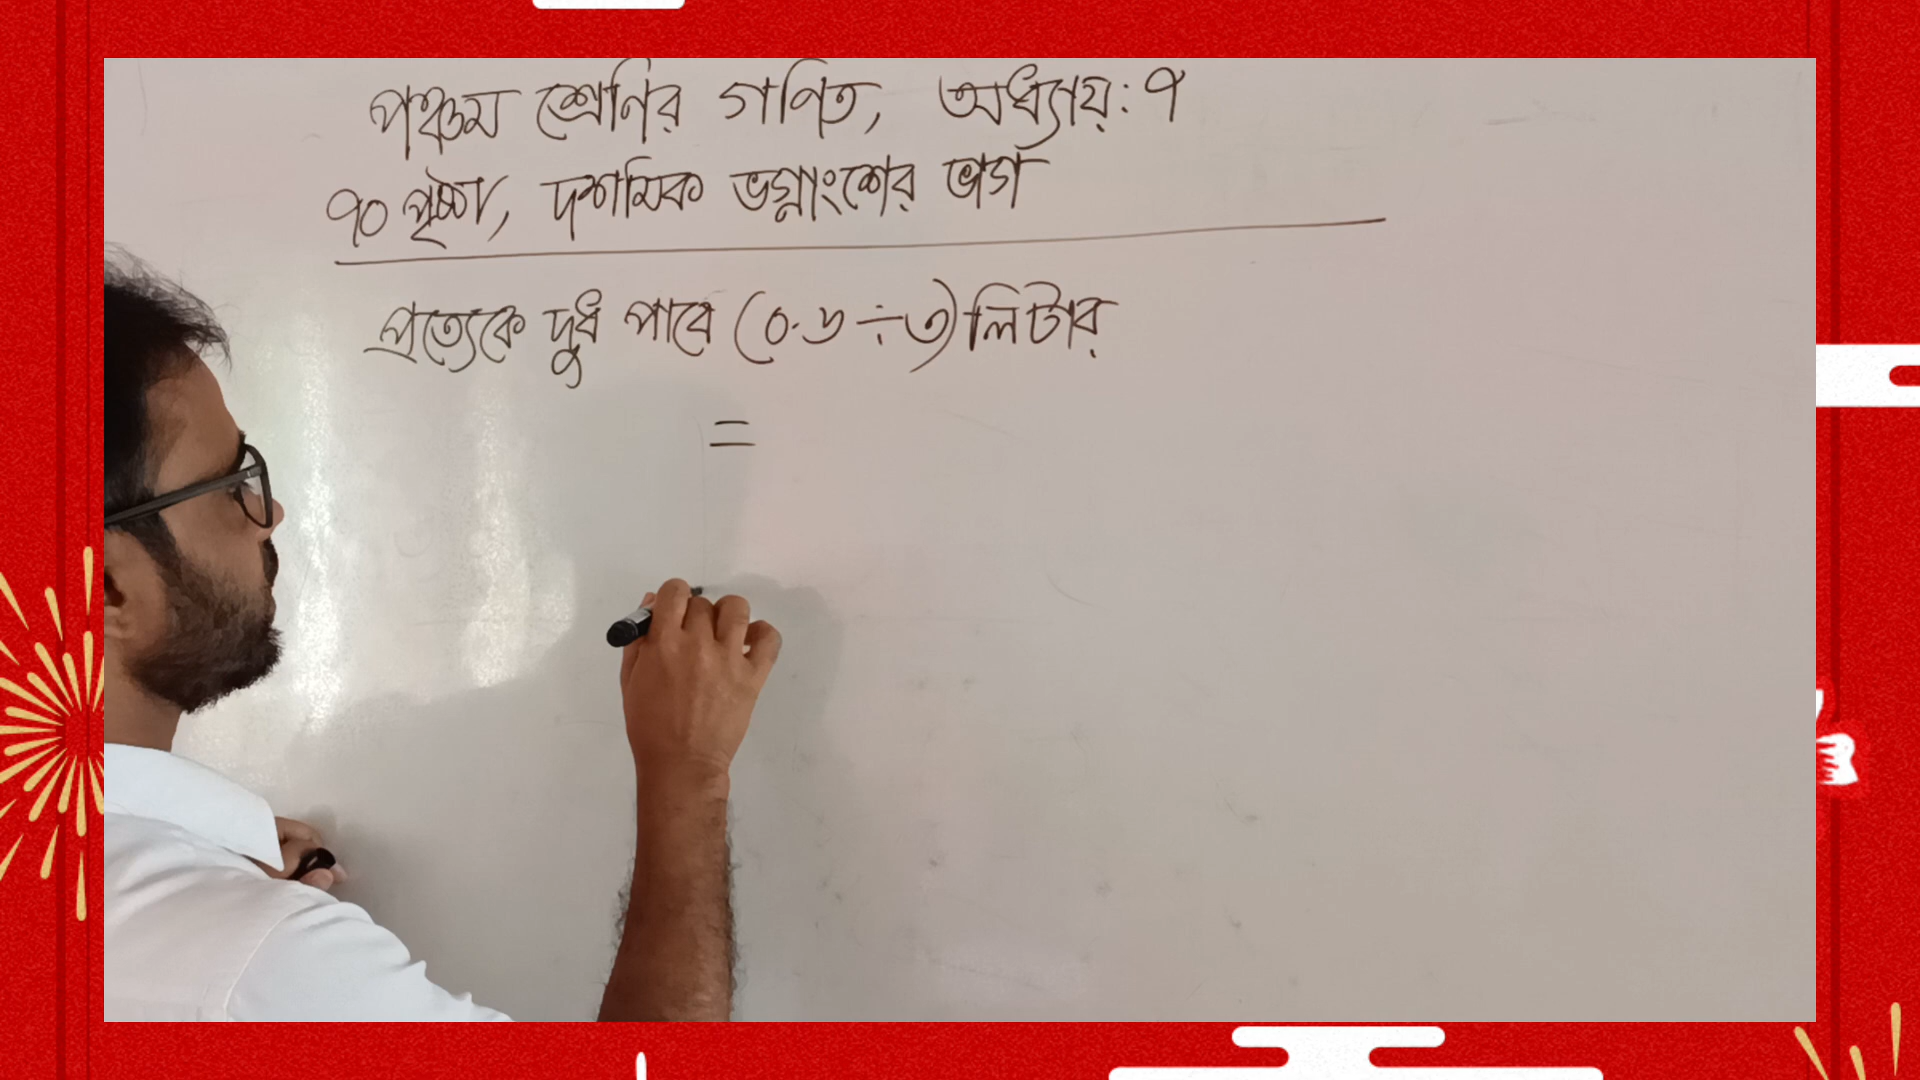 পঞ্চম শ্রেণির গণিত, অধ্যায়: ৭
৭০ পৃষ্ঠা, দশমিক ভগ্নাংশের ভাগ
প্রত্যেকে দুধ পাবে (০.৬ ÷ ৩) লিটার
=